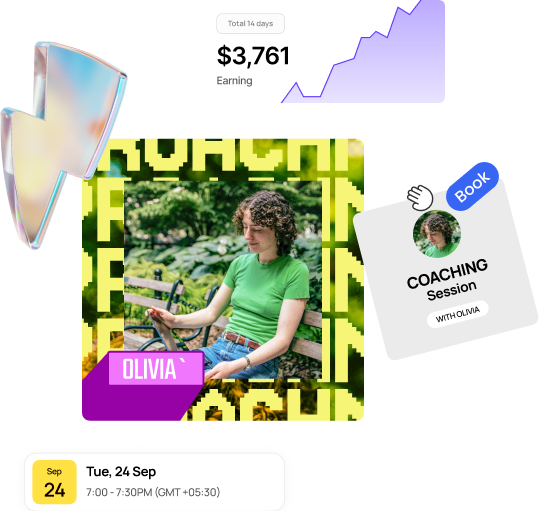 Total 14 days
$3,761
Earning
Book
COACHING
Session
WITH OLIVIA
OLIVIA`
Sep
24
Tue, 24 Sep
7:00 - 7:30PM (GMT +05:30)